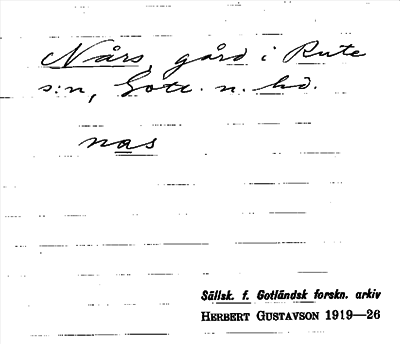 Nårs, gård i Rute
s:n, Gotl. n. hd.
nas
Sällsk. f. Gotländsk forskn. arkiv
HERBERT GUSTAVSON 1919—26